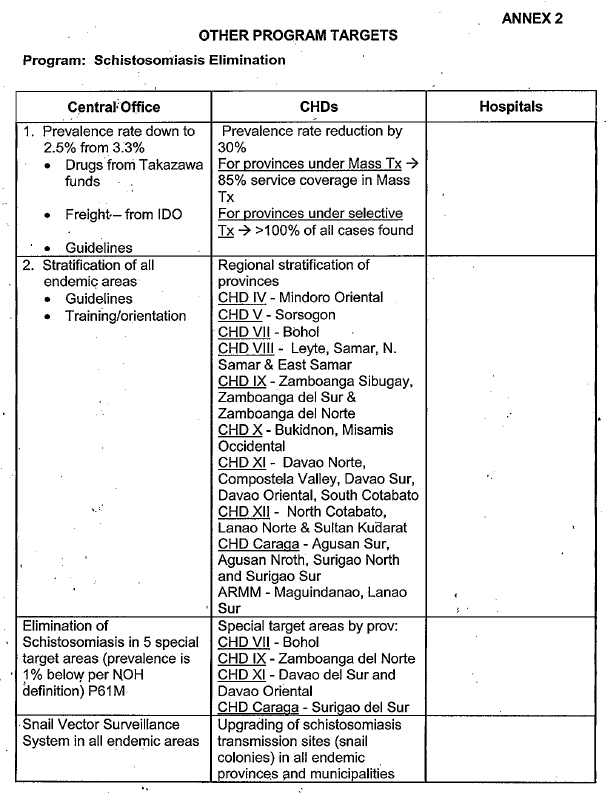 ANNEX 2
OTHER PROGRAM TARGETS
Program: Schistosomiasis Elimination
Central Office
CHDs
Hospitals
1. Prevalence rate down to
2.5% from 3.3%
• Drugs from Takazawa
funds
• Freight – from IDO
• Guidelines
Prevalence rate reduction by
30%
For provinces under Mass Tx →
85% service coverage in Mass
Tx
For provinces under selective
Tx → >100% of all cases found
2. Stratification of all
endemic areas
• Guidelines
• Training/orientation
Regional stratification of
provinces
CHD IV - Mindoro Oriental
CHD V - Sorsogon
CHD VII - Bohol
CHD VIII - Leyte, Samar, N.
Samar & East Samar
CHD IX - Zamboanga Sibugay,
Zamboanga del Sur &
Zamboanga del Norte
CHD X - Bukidnon, Misamis
Occidental
CHD XI - Davao Norte,
Compostela Valley, Davao Sur,
Davao Oriental, South Cotabato
CHD XII - North Cotabato,
Lanao Norte & Sultan Kudarat
CHD Caraga - Agusan Sur,
Agusan Nroth, Surigao North
and Surigao Sur
ARMM - Maguindanao, Lanao
Sur
Elimination of
Schistosomiasis in 5 special
target areas (prevalence is
1% below per NOH
definition) P61M
Special target areas by prov:
CHD VII - Bohol
CHD IX - Zamboanga del Norte
CHD XI - Davao del Sur and
Davao Oriental
CHD Caraga - Surigao del Sur
Snail Vector Surveillance
System in all endemic areas
Upgrading of schistosomiasis
transmission sites (snail
colonies) in all endemic
provinces and municipalities